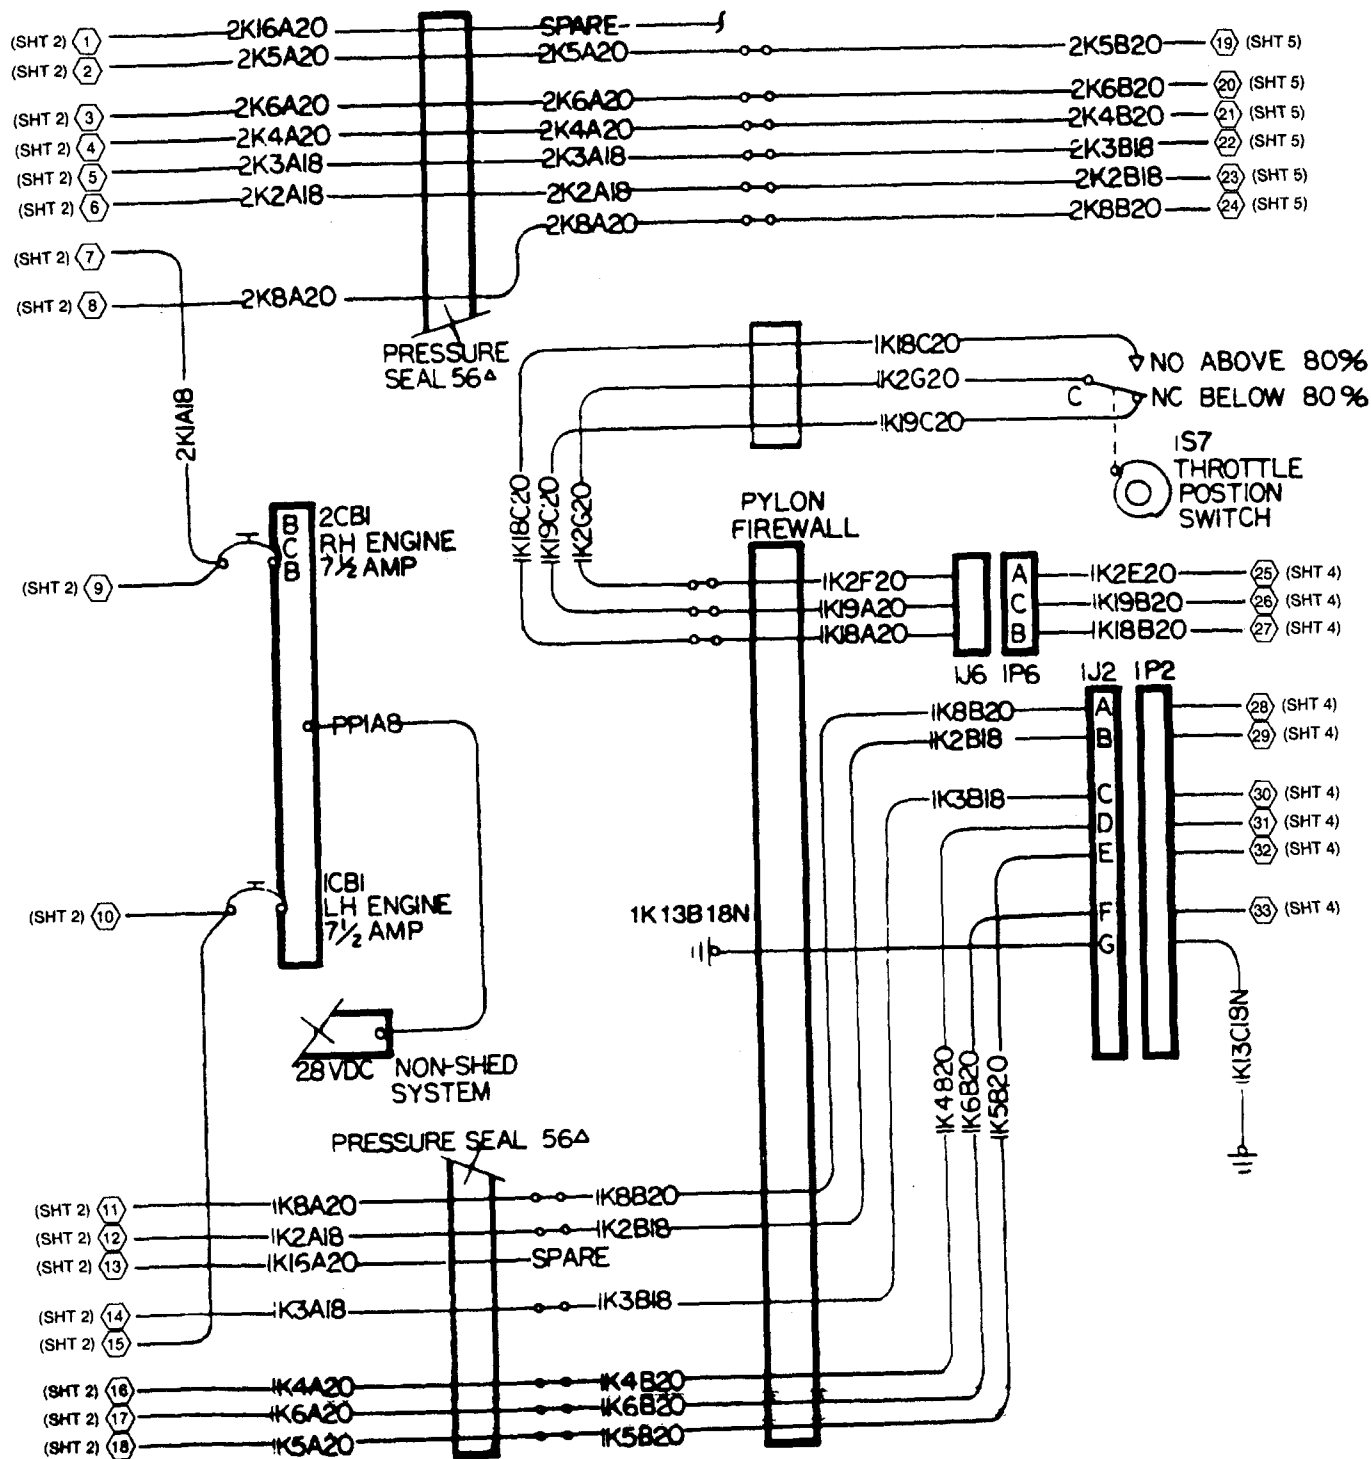 (SHT 2) 1 2K16A20 SPARE
(SHT 2) 2 2K5A20 2K5A20 2K5B20 19 (SHT 5)
(SHT 2) 3 2K6A20 2K6A20 2K6B20 20 (SHT 5)
(SHT 2) 4 2K4A20 2K4A20 2K4B20 21 (SHT 5)
(SHT 2) 5 2K3A18 2K3A18 2K3B18 22 (SHT 5)
(SHT 2) 6 2K2A18 2K2A18 2K2B18 23 (SHT 5)
2K8A20 2K8B20 24 (SHT 5)
(SHT 2) 7
(SHT 2) 8 2K8A20
PRESSURE
SEAL 56△
2K1A18
1K18C20 NO ABOVE 80%
1K2G20 C NC BELOW 80%
1K19C20
1S7
THROTTLE
POSTION
SWITCH
1K18C20
1K19C20
1K2G20
PYLON
FIREWALL
B
C
B
2CB1
RH ENGINE
7½ AMP
(SHT 2) 9
1K2F20 A 1K2E20 25 (SHT 4)
1K19A20 C 1K19B20 26 (SHT 4)
1K18A20 B 1K18B20 27 (SHT 4)
1J6 1P6 1J2 1P2
PP1A8
1K8B20 A 28 (SHT 4)
1K2B18 B 29 (SHT 4)
1K3B18 C 30 (SHT 4)
D 31 (SHT 4)
E 32 (SHT 4)
F 33 (SHT 4)
1K13B18N G
(SHT 2) 10
1CB1
LH ENGINE
7½ AMP
1K13C18N
1K4B20
1K6B20
1K5B20
28 VDC NON-SHED
SYSTEM
PRESSURE SEAL 56△
(SHT 2) 11 1K8A20 1K8B20
(SHT 2) 12 1K2A18 1K2B18
(SHT 2) 13 1K16A20 SPARE
(SHT 2) 14 1K3A18 1K3B18
(SHT 2) 15
(SHT 2) 16 1K4A20 1K4B20
(SHT 2) 17 1K6A20 1K6B20
(SHT 2) 18 1K5A20 1K5B20